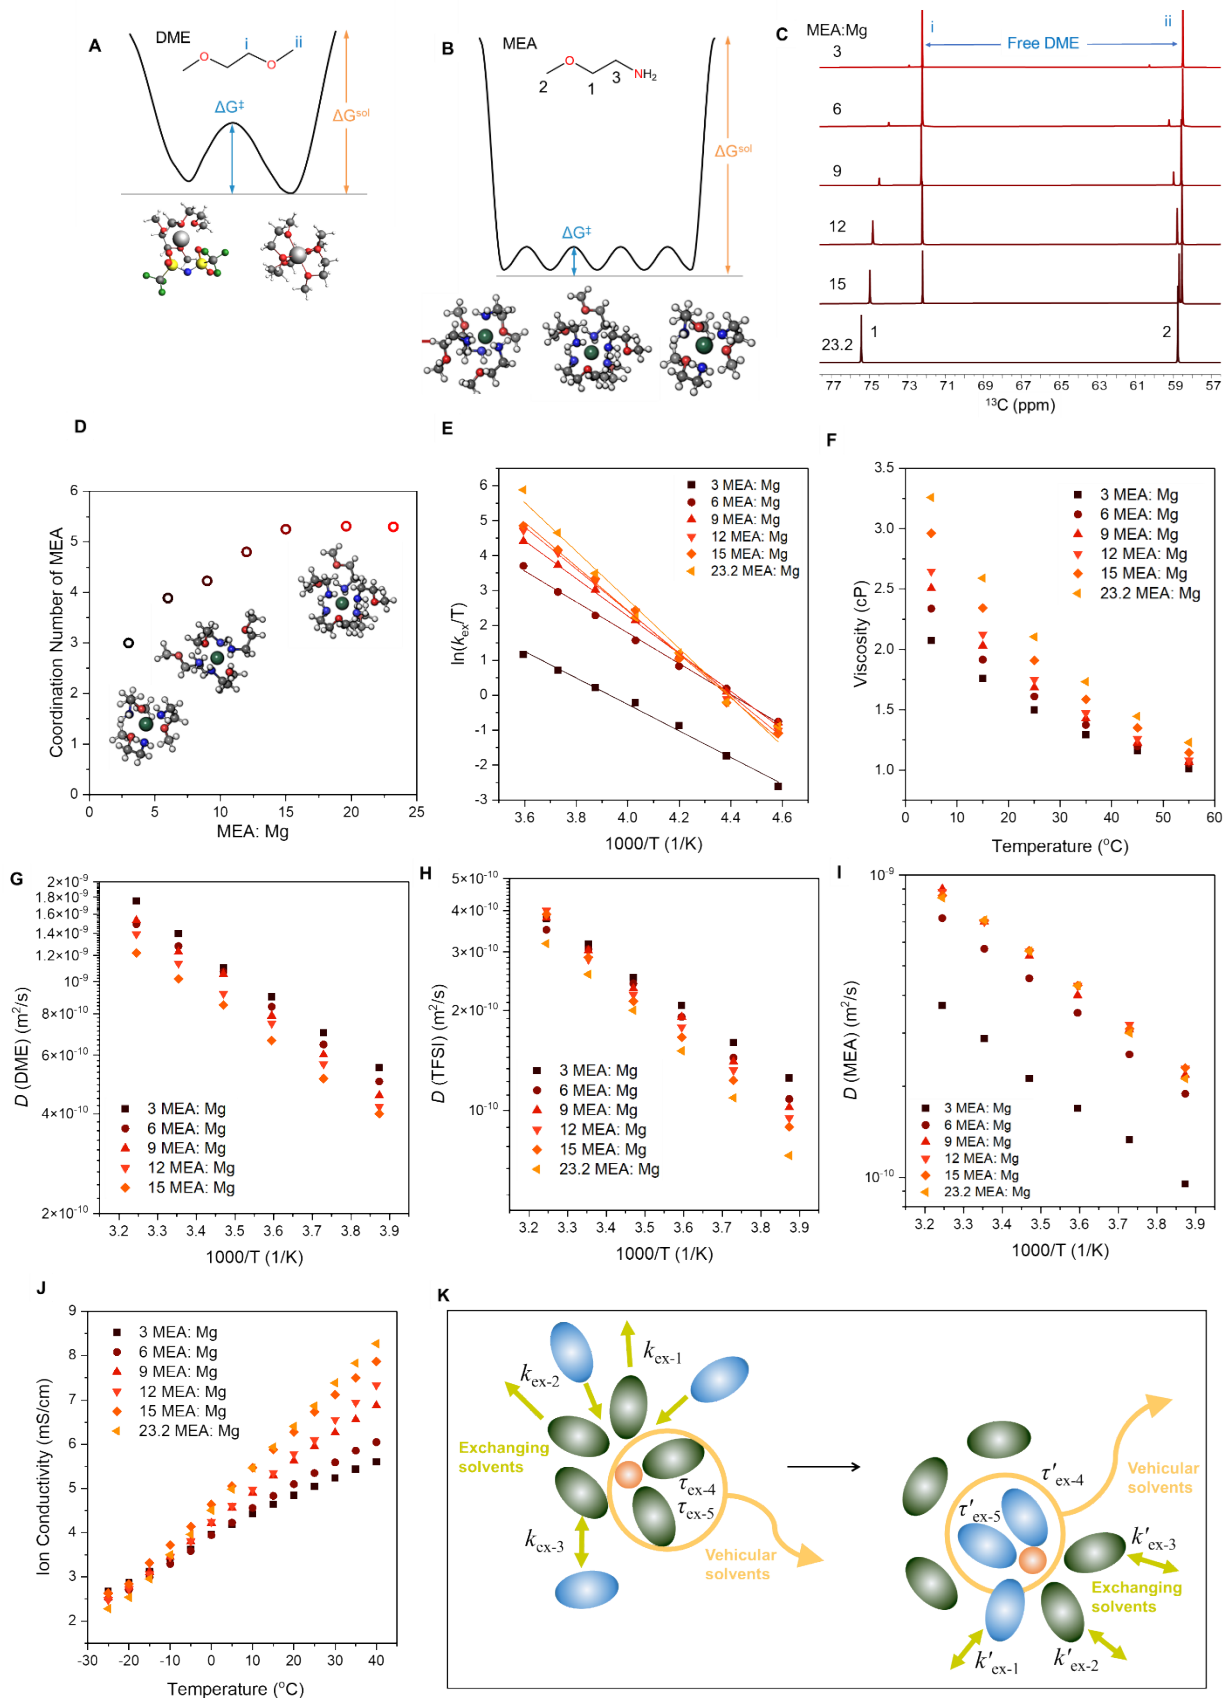 A
DME
i
ii
O
O
ΔG‡
ΔGsol
B
MEA
O
NH2
2
1
3
ΔG‡
ΔGsol
C
MEA:Mg
i
ii
Free DME
3
6
9
12
15
23.2
1
2
77 75 73 71 69 67 65 63 61 59 57
13C (ppm)
D
Coordination Number of MEA
6
5
4
3
2
1
0
0 5 10 15 20 25
MEA: Mg
E
ln(kex/T)
6
5
4
3
2
1
0
-1
-2
-3
3 MEA: Mg
6 MEA: Mg
9 MEA: Mg
12 MEA: Mg
15 MEA: Mg
23.2 MEA: Mg
3.6 3.8 4.0 4.2 4.4 4.6
1000/T (1/K)
F
Viscosity (cP)
3.5
3.0
2.5
2.0
1.5
1.0
3 MEA: Mg
6 MEA: Mg
9 MEA: Mg
12 MEA: Mg
15 MEA: Mg
23.2 MEA: Mg
0 10 20 30 40 50 60
Temperature (oC)
G
D (DME) (m2/s)
2×10-9
1.8×10-9
1.6×10-9
1.4×10-9
1.2×10-9
10-9
8×10-10
6×10-10
4×10-10
2×10-10
3 MEA: Mg
6 MEA: Mg
9 MEA: Mg
12 MEA: Mg
15 MEA: Mg
3.2 3.3 3.4 3.5 3.6 3.7 3.8 3.9
1000/T (1/K)
H
D (TFSI) (m2/s)
5×10-10
4×10-10
3×10-10
2×10-10
10-10
3 MEA: Mg
6 MEA: Mg
9 MEA: Mg
12 MEA: Mg
15 MEA: Mg
23.2 MEA: Mg
3.2 3.3 3.4 3.5 3.6 3.7 3.8 3.9
1000/T (1/K)
I
D (MEA) (m2/s)
10-9
10-10
3 MEA: Mg
6 MEA: Mg
9 MEA: Mg
12 MEA: Mg
15 MEA: Mg
23.2 MEA: Mg
3.2 3.3 3.4 3.5 3.6 3.7 3.8 3.9
1000/T (1/K)
J
Ion Conductivity (mS/cm)
9
8
7
6
5
4
3
2
3 MEA: Mg
6 MEA: Mg
9 MEA: Mg
12 MEA: Mg
15 MEA: Mg
23.2 MEA: Mg
-30 -20 -10 0 10 20 30 40
Temperature (oC)
K
kex-1
kex-2
Exchanging
solvents
τex-4
τex-5
kex-3
Vehicular
solvents
τ'ex-4
Vehicular
solvents
τ'ex-5
k'ex-3
Exchanging
solvents
k'ex-1
k'ex-2